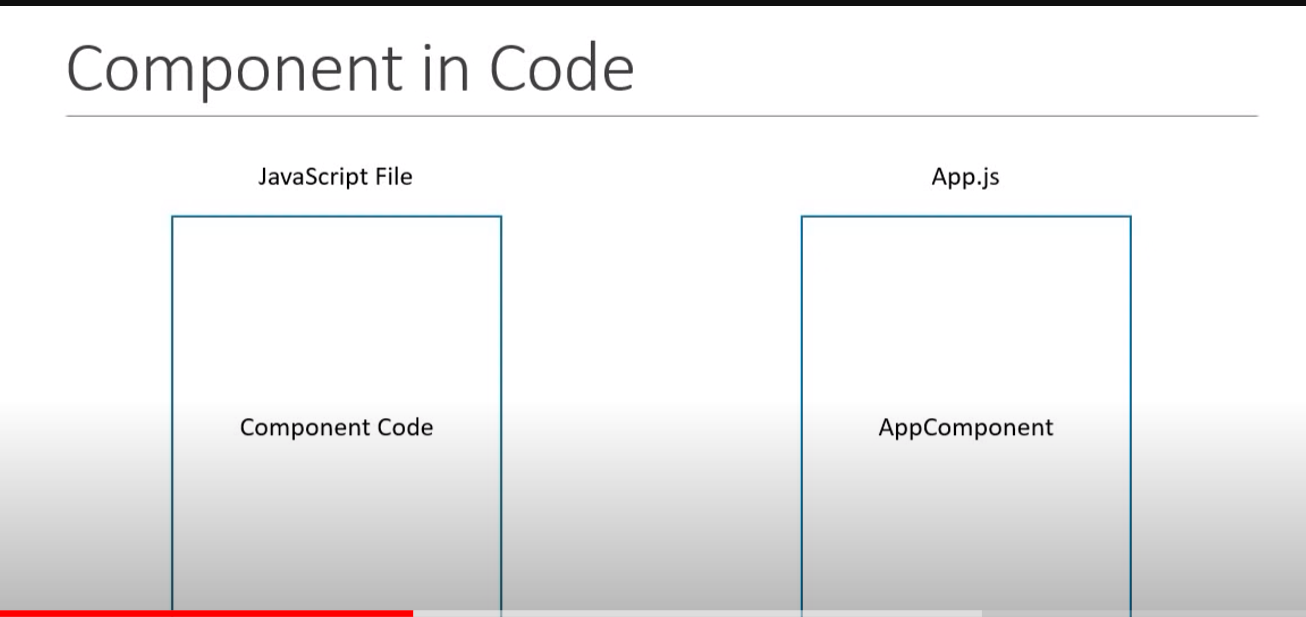 Component in Code
JavaScript File
App.js
Component Code
AppComponent